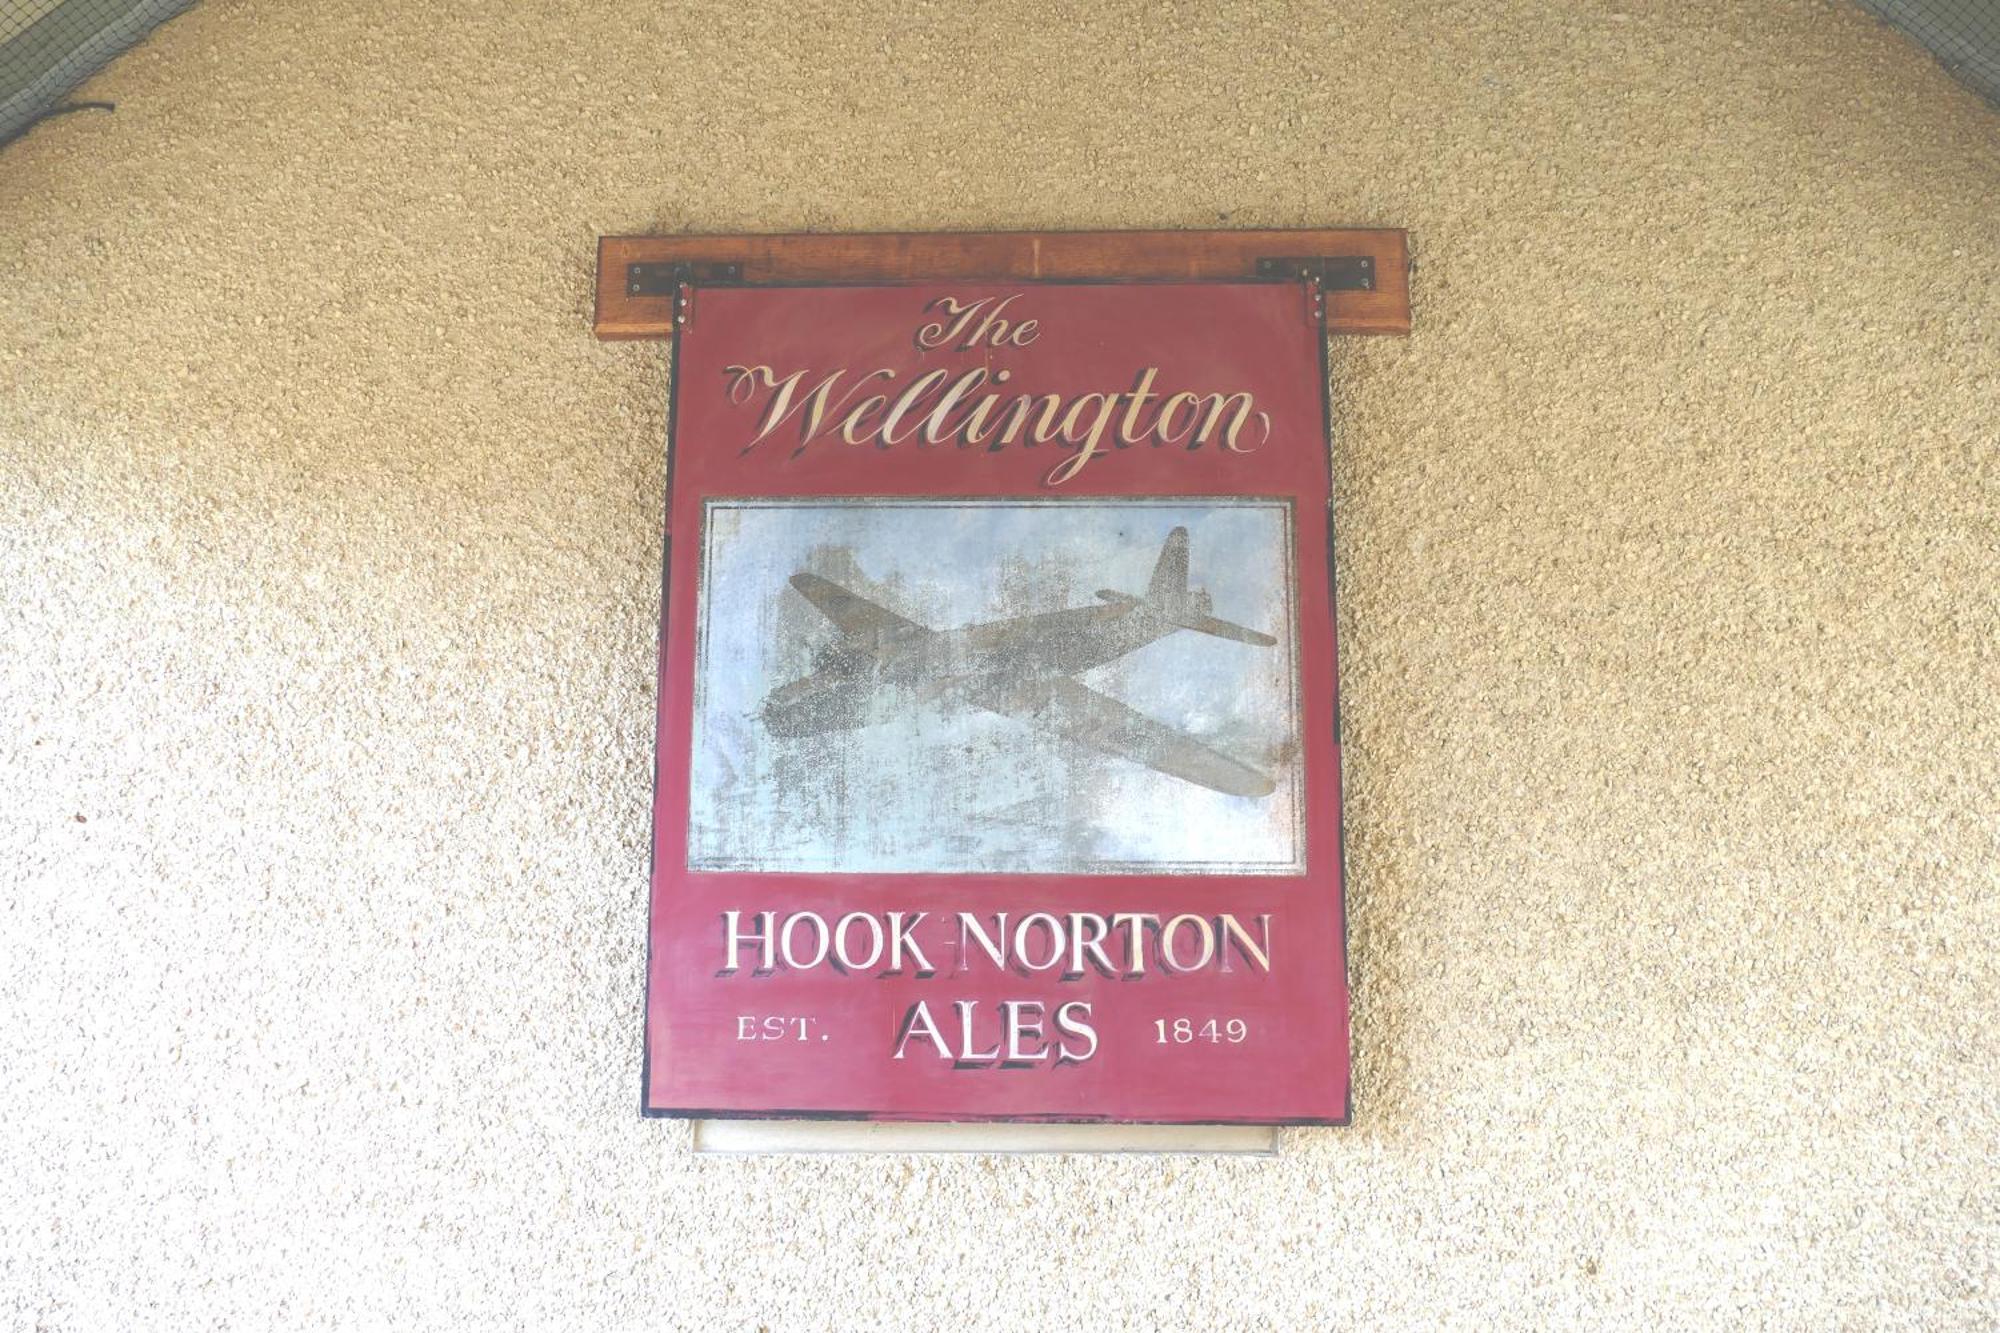 The
Wellington
HOOK NORTON
EST. ALES 1849